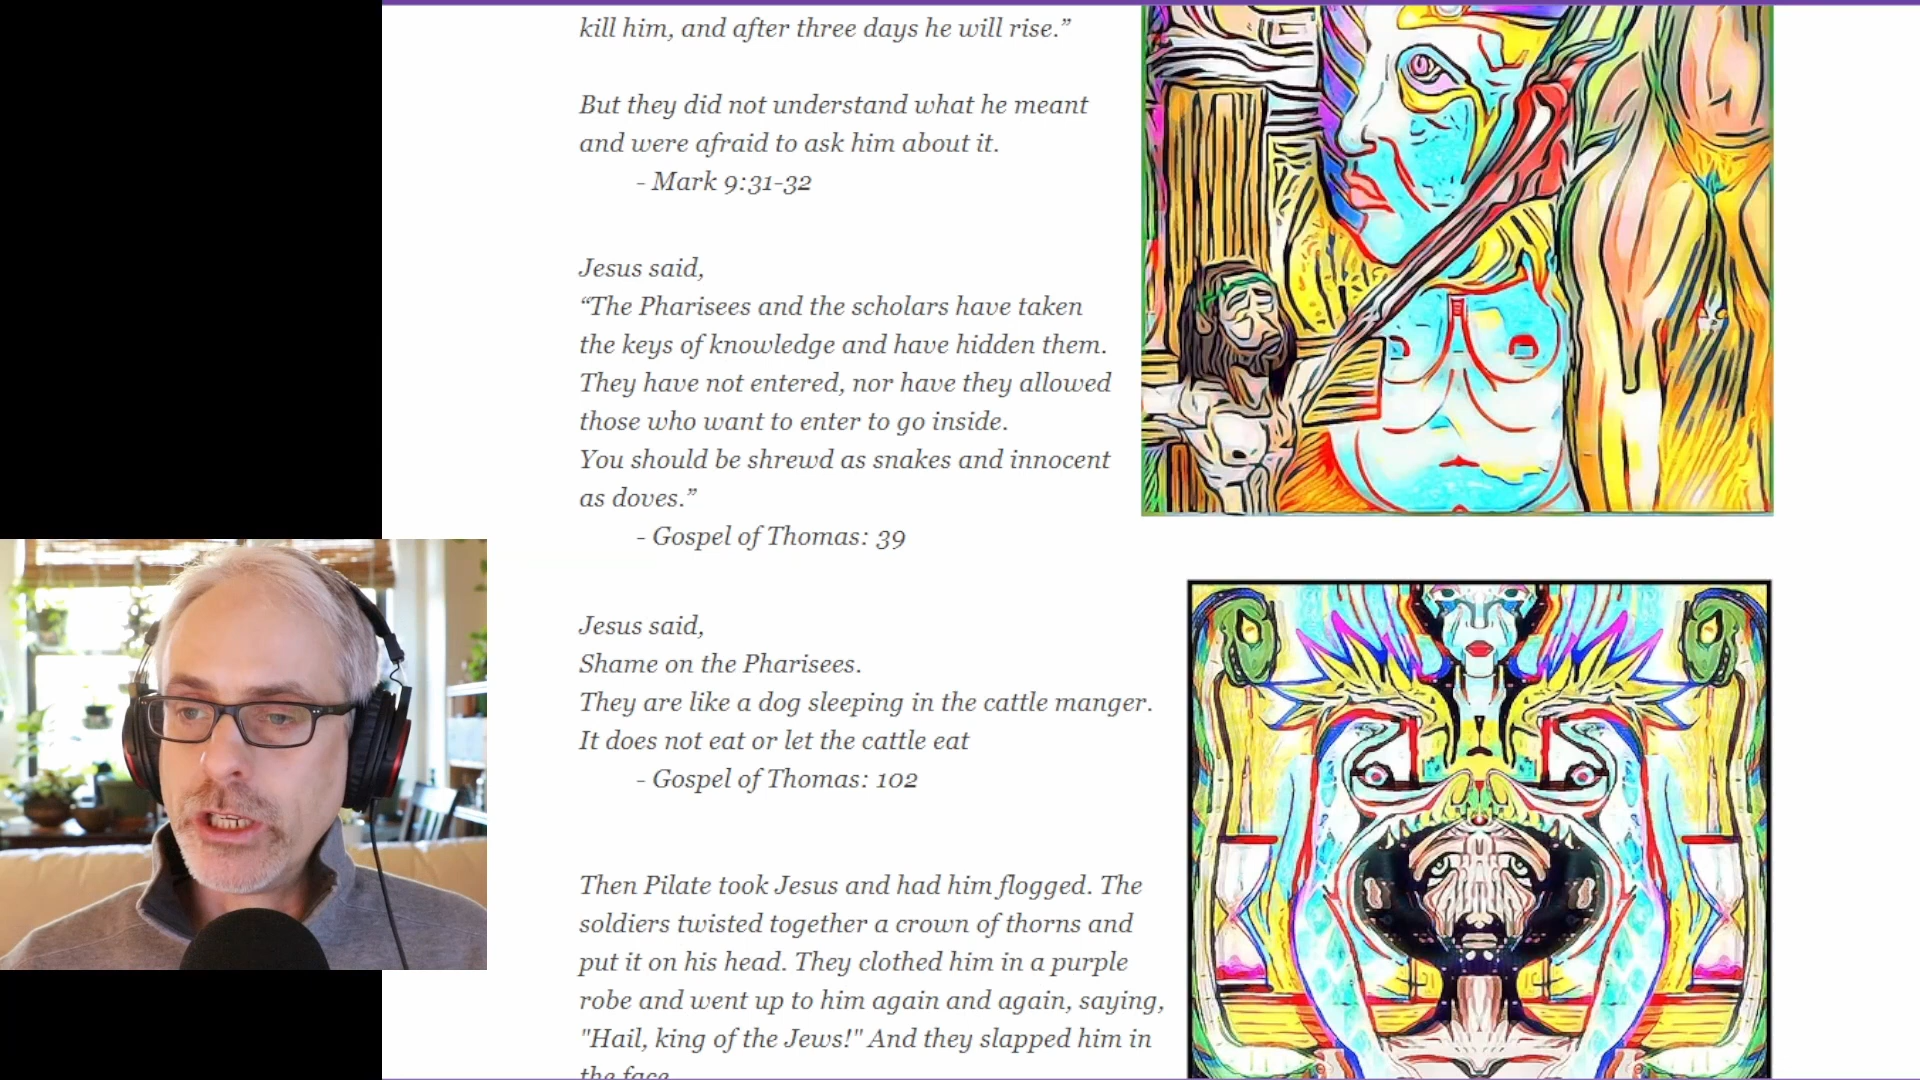 kill him, and after three days he will rise.”
But they did not understand what he meant
and were afraid to ask him about it.
- Mark 9:31-32
Jesus said,
“The Pharisees and the scholars have taken
the keys of knowledge and have hidden them.
They have not entered, nor have they allowed
those who want to enter to go inside.
You should be shrewd as snakes and innocent
as doves.”
- Gospel of Thomas: 39
Jesus said,
Shame on the Pharisees.
They are like a dog sleeping in the cattle manger.
It does not eat or let the cattle eat
- Gospel of Thomas: 102
Then Pilate took Jesus and had him flogged. The
soldiers twisted together a crown of thorns and
put it on his head. They clothed him in a purple
robe and went up to him again and again, saying,
"Hail, king of the Jews!" And they slapped him in
the face